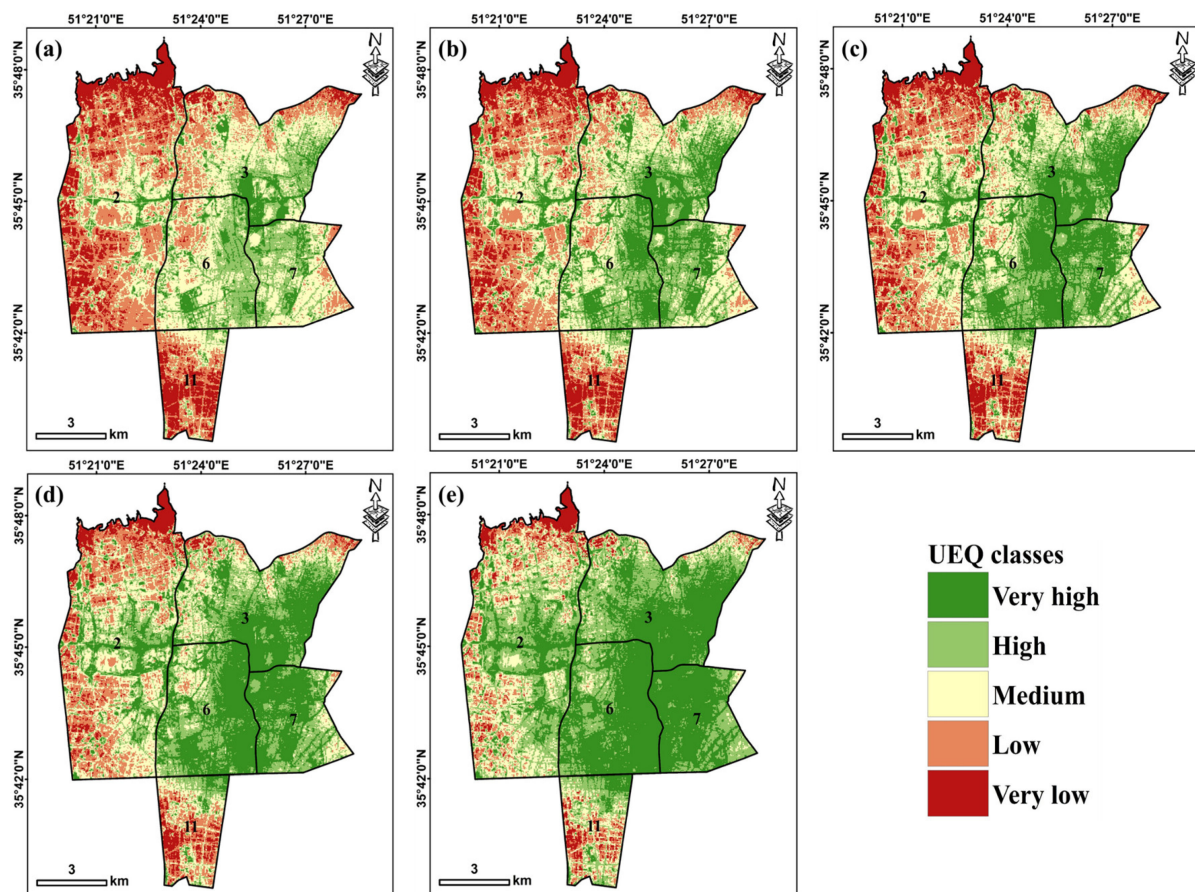 51°21'0"E 51°24'0"E 51°27'0"E
51°21'0"E 51°24'0"E 51°27'0"E
51°21'0"E 51°24'0"E 51°27'0"E
(a)
N
35°48'0"N
35°45'0"N
35°42'0"N
3
2
6
7
11
3
km
(b)
N
35°48'0"N
35°45'0"N
35°42'0"N
3
2
6
7
11
3
km
(c)
N
35°48'0"N
35°45'0"N
35°42'0"N
3
2
6
7
11
3
km
51°21'0"E 51°24'0"E 51°27'0"E
51°21'0"E 51°24'0"E 51°27'0"E
(d)
N
35°48'0"N
35°45'0"N
35°42'0"N
3
2
6
7
11
3
km
(e)
N
35°48'0"N
35°45'0"N
35°42'0"N
3
2
6
7
11
3
km
UEQ classes
Very high
High
Medium
Low
Very low